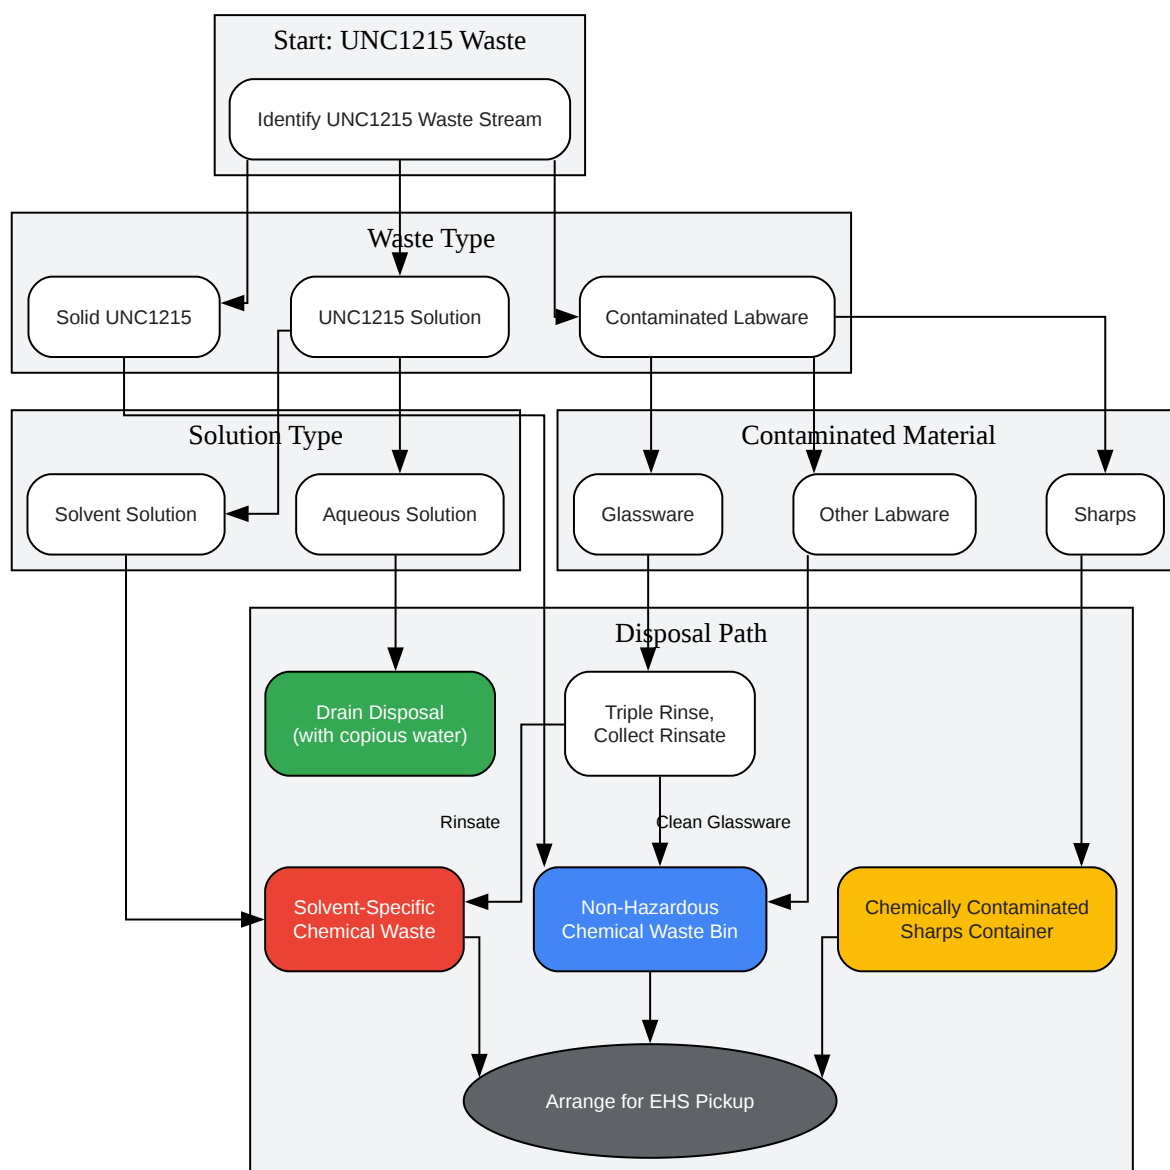 Start: UNC1215 Waste
Identify UNC1215 Waste Stream
Waste Type
Solid UNC1215
UNC1215 Solution
Contaminated Labware
Solution Type
Contaminated Material
Solvent Solution
Aqueous Solution
Glassware
Other Labware
Sharps
Disposal Path
Drain Disposal
(with copious water)
Triple Rinse,
Collect Rinsate
Rinsate
Clean Glassware
Solvent-Specific
Chemical Waste
Non-Hazardous
Chemical Waste Bin
Chemically Contaminated
Sharps Container
Arrange for EHS Pickup